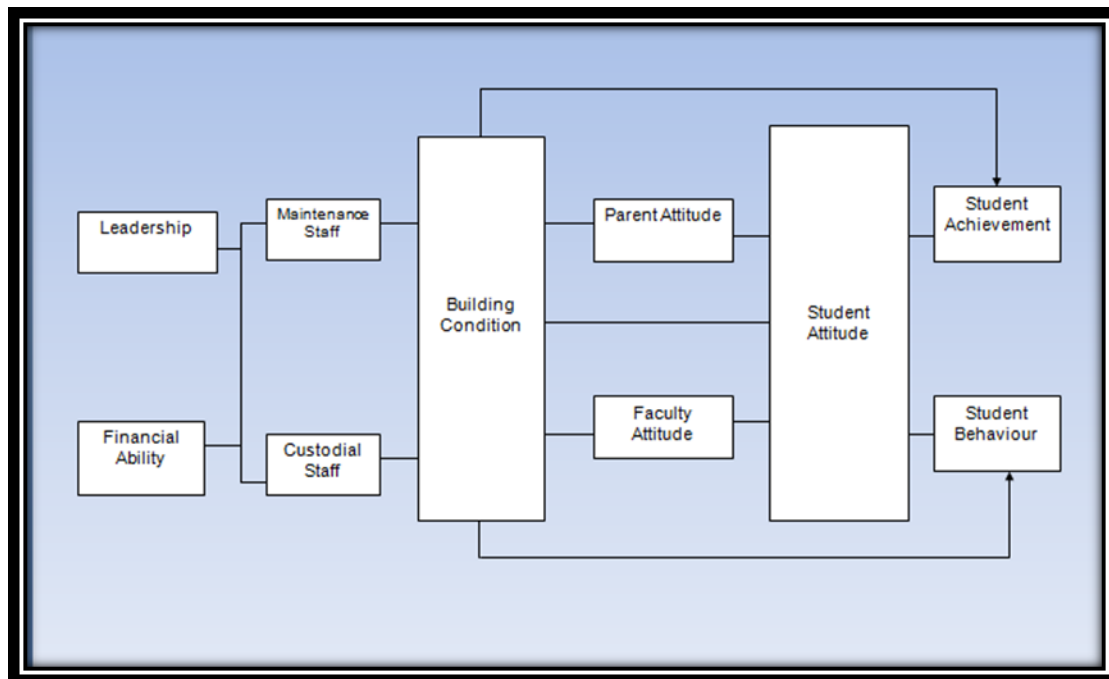 Leadership
Financial
Ability
Maintenance
Staff
Custodial
Staff
Building
Condition
Parent Attitude
Faculty
Attitude
Student
Attitude
Student
Achievement
Student
Behaviour